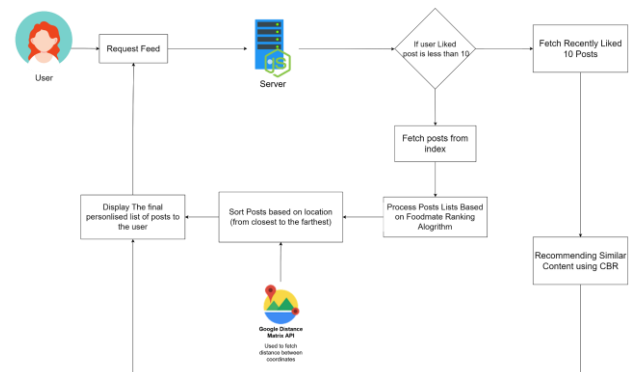 User
Request Feed
Server
If user Liked
post is less than 10
Fetch Recently Liked
10 Posts
Fetch posts from
index
Display The final
personlised list of posts to
the user
Sort Posts based on location
(from closest to the farthest)
Process Posts Lists Based
on Foodmate Ranking
Alogrithm
Recommending Similar
Content using CBR
Google Distance
Matrix API
Used to fetch
distance between
coordinates